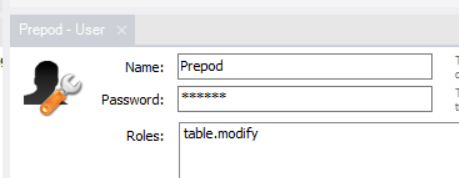 Prepod - User ×
Name: Prepod
Password: ******
Roles: table.modify